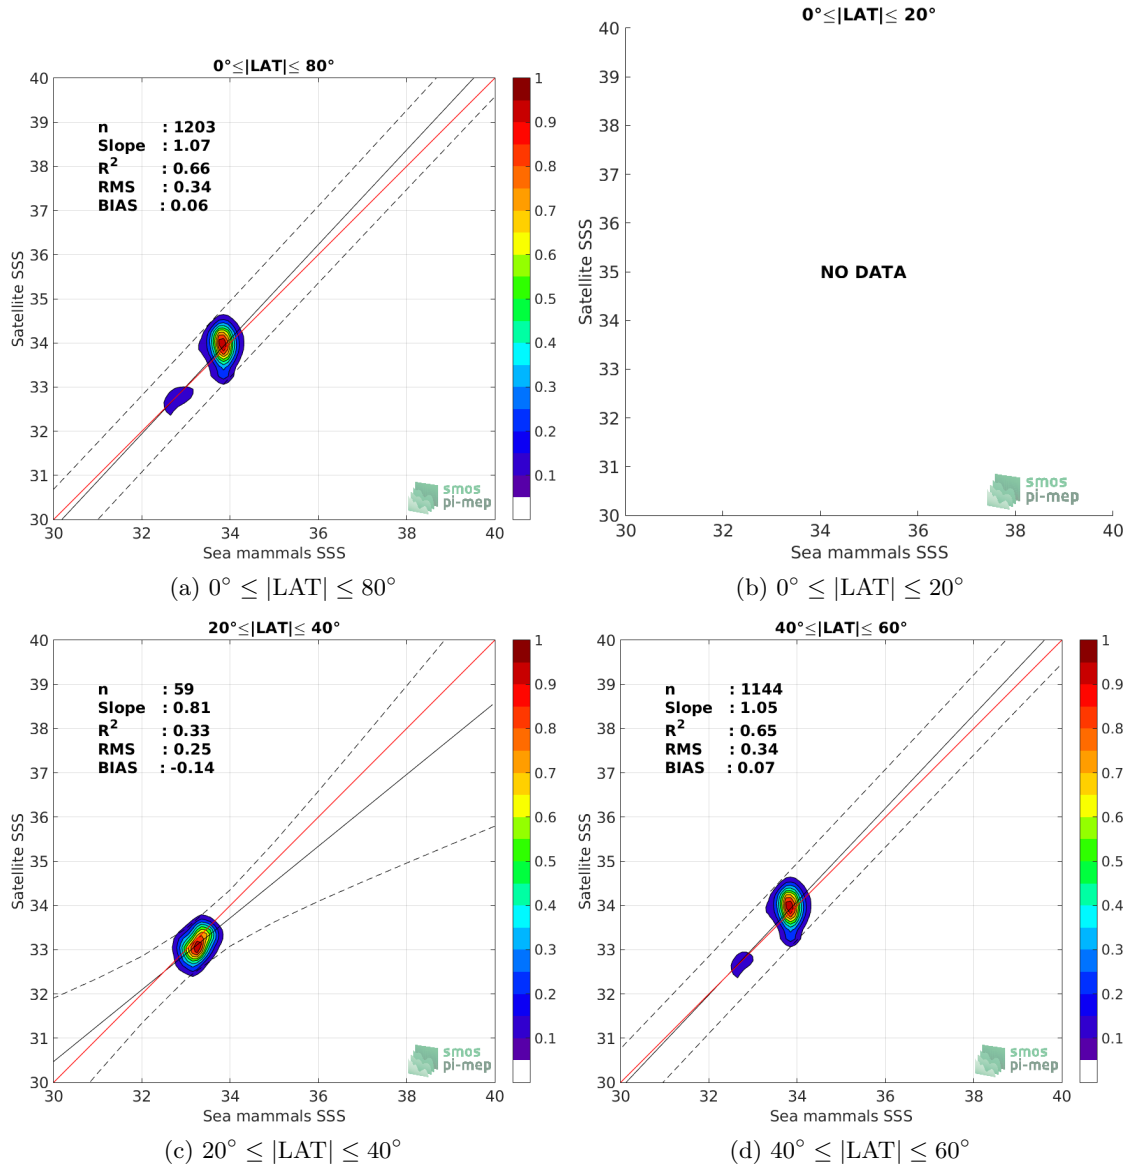 0°≤|LAT|≤ 80°
40
39
38
37
36
35
34
33
32
31
30
n : 1203
Slope : 1.07
R² : 0.66
RMS : 0.34
BIAS : 0.06
Satellite SSS
30 32 34 36 38 40
Sea mammals SSS
smos
pi-mep
1
0.9
0.8
0.7
0.6
0.5
0.4
0.3
0.2
0.1
(a) 0° ≤ |LAT| ≤ 80°
0°≤|LAT|≤ 20°
40
39
38
37
36
35
34
33
32
31
30
NO DATA
Satellite SSS
30 32 34 36 38 40
Sea mammals SSS
smos
pi-mep
(b) 0° ≤ |LAT| ≤ 20°
20°≤|LAT|≤ 40°
40
39
38
37
36
35
34
33
32
31
30
n : 59
Slope : 0.81
R² : 0.33
RMS : 0.25
BIAS : -0.14
Satellite SSS
30 32 34 36 38 40
Sea mammals SSS
smos
pi-mep
1
0.9
0.8
0.7
0.6
0.5
0.4
0.3
0.2
0.1
(c) 20° ≤ |LAT| ≤ 40°
40°≤|LAT|≤ 60°
40
39
38
37
36
35
34
33
32
31
30
n : 1144
Slope : 1.05
R² : 0.65
RMS : 0.34
BIAS : 0.07
Satellite SSS
30 32 34 36 38 40
Sea mammals SSS
smos
pi-mep
1
0.9
0.8
0.7
0.6
0.5
0.4
0.3
0.2
0.1
(d) 40° ≤ |LAT| ≤ 60°